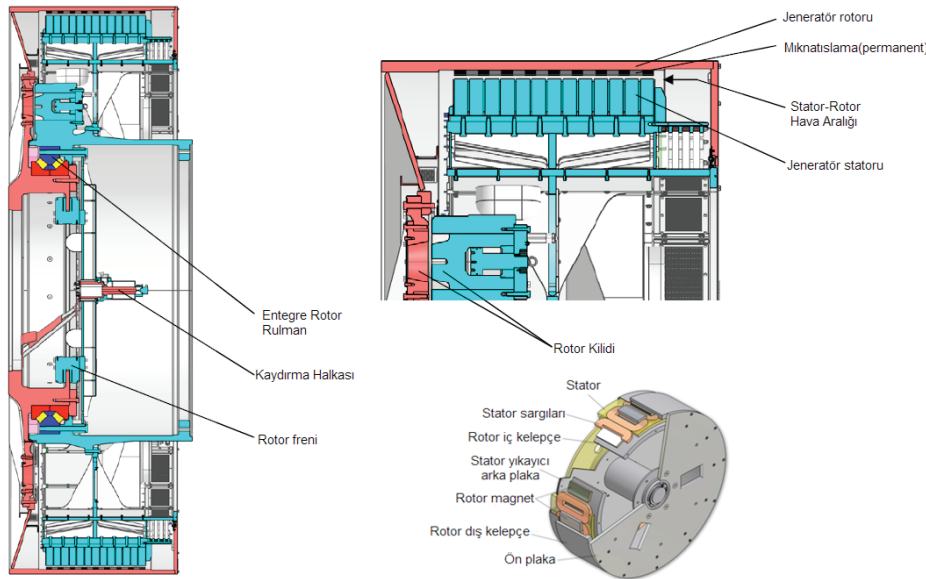 Jeneratör rotoru
Mıknatıslama(permanent)
Stator-Rotor
Hava Aralığı
Jeneratör statoru
Entegre Rotor
Rulman
Kaydırma Halkası
Rotor freni
Rotor Kilidi
Stator
Stator sargıları
Rotor iç kelepçe
Stator yıkayıcı
arka plaka
Rotor magnet
Rotor dış kelepçe
Ön plaka